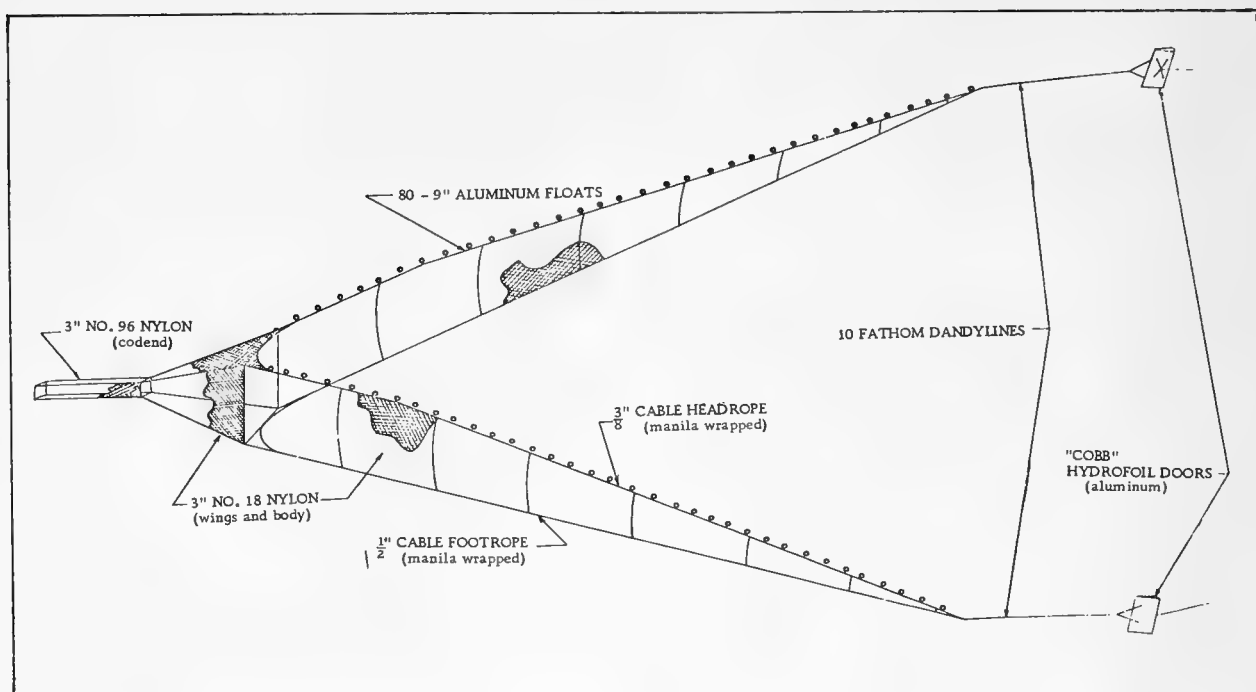 80 - 9" ALUMINUM FLOATS
3" NO. 96 NYLON
(codend)
10 FATHOM DANDYLINES
3/8" CABLE HEADROPE
(manila wrapped)
"COBB"
HYDROFOIL DOORS
(aluminum)
3" NO. 18 NYLON
(wings and body)
1/2" CABLE FOOTROPE
(manila wrapped)